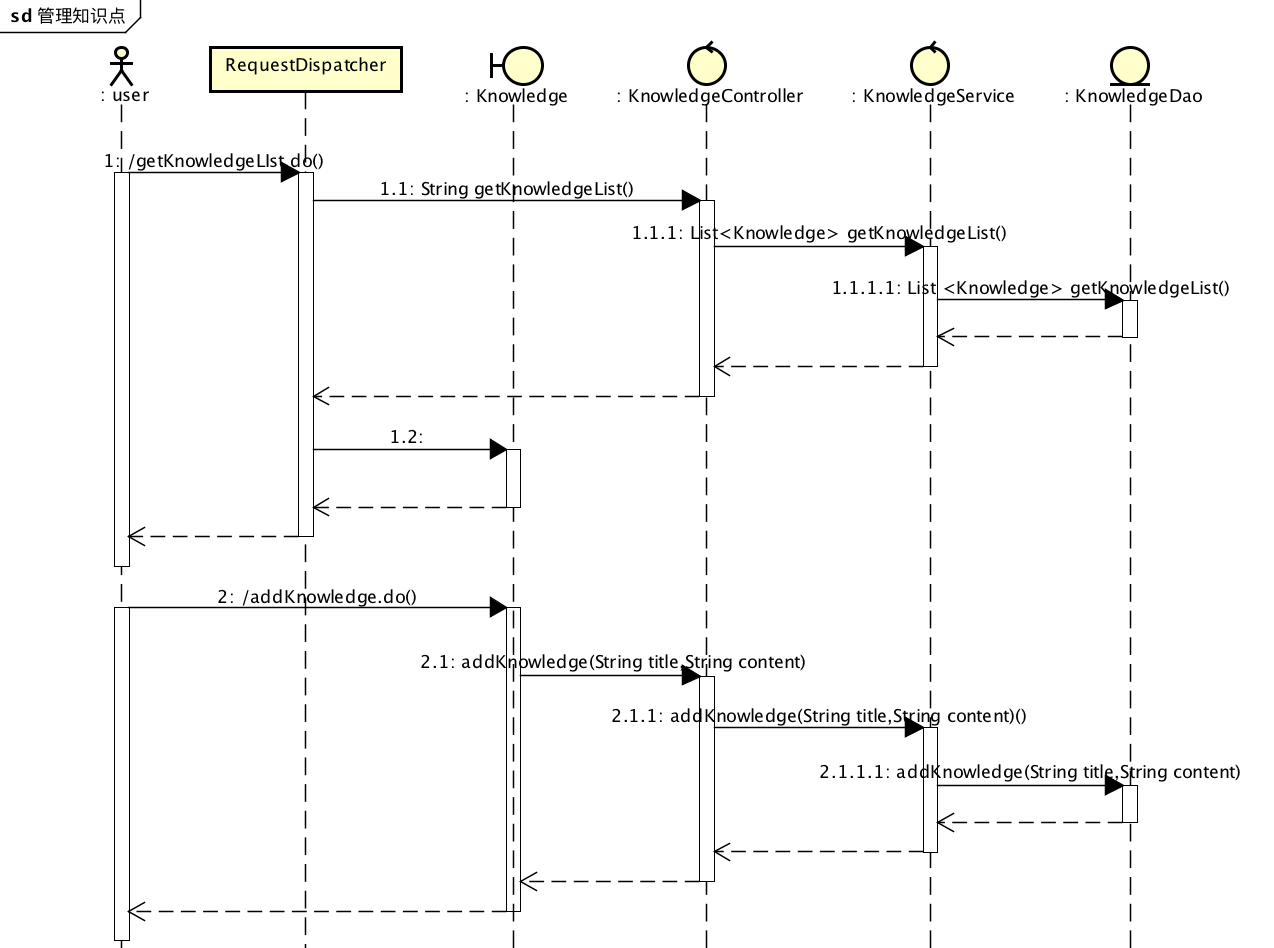 sd 管理知识点
RequestDispatcher
: user
: Knowledge
: KnowledgeController
: KnowledgeService
: KnowledgeDao
1: /getKnowledgeLIst.do()
1.1: String getKnowledgeList()
1.1.1: List<Knowledge> getKnowledgeList()
1.1.1.1: List <Knowledge> getKnowledgeList()
1.2:
2: /addKnowledge.do()
2.1: addKnowledge(String title,String content)
2.1.1: addKnowledge(String title,String content)()
2.1.1.1: addKnowledge(String title,String content)